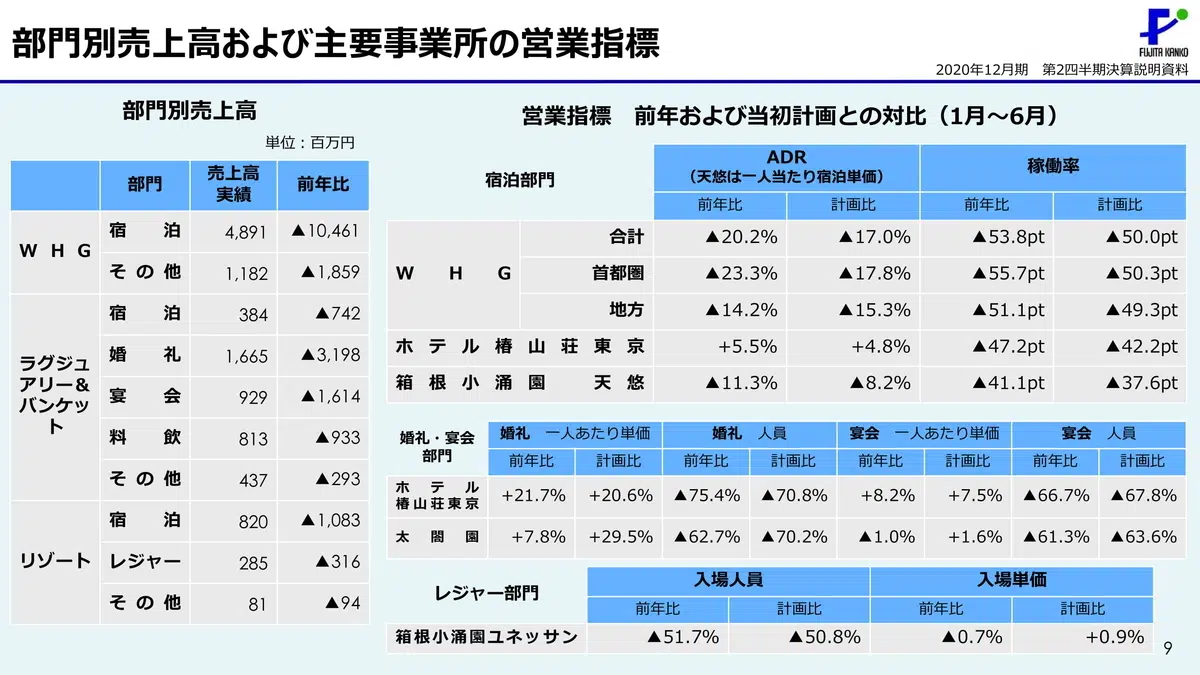 部門別売上高および主要事業所の営業指標
FUJITA KANKO
2020年12月期 第2四半期決算説明資料
部門別売上高
単位:百万円
部門 売上高実績 前年比
WHG 宿泊 4,891 ▲10,461
その他 1,182 ▲1,859
ラグジュアリー&バンケット 宿泊 384 ▲742
婚礼 1,665 ▲3,198
宴会 929 ▲1,614
料飲 813 ▲933
その他 437 ▲293
リゾート 宿泊 820 ▲1,083
レジャー 285 ▲316
その他 81 ▲94
営業指標 前年および当初計画との対比(1月~6月)
宿泊部門
ADR 稼働率
(天悠は一人当たり宿泊単価)
前年比 計画比 前年比 計画比
WHG 合計 ▲20.2% ▲17.0% ▲53.8pt ▲50.0pt
首都圏 ▲23.3% ▲17.8% ▲55.7pt ▲50.3pt
地方 ▲14.2% ▲15.3% ▲51.1pt ▲49.3pt
ホテル椿山荘東京 +5.5% +4.8% ▲47.2pt ▲42.2pt
箱根小涌園 天悠 ▲11.3% ▲8.2% ▲41.1pt ▲37.6pt
婚礼・宴会部門
婚礼 一人あたり単価 婚礼 人員 宴会 一人あたり単価 宴会 人員
前年比 計画比 前年比 計画比 前年比 計画比 前年比 計画比
ホテル椿山荘東京 +21.7% +20.6% ▲75.4% ▲70.8% +8.2% +7.5% ▲66.7% ▲67.8%
太閤園 +7.8% +29.5% ▲62.7% ▲70.2% ▲1.0% +1.6% ▲61.3% ▲63.6%
レジャー部門
入場人員 入場単価
前年比 計画比 前年比 計画比
箱根小涌園ユネッサン ▲51.7% ▲50.8% ▲0.7% +0.9%
9